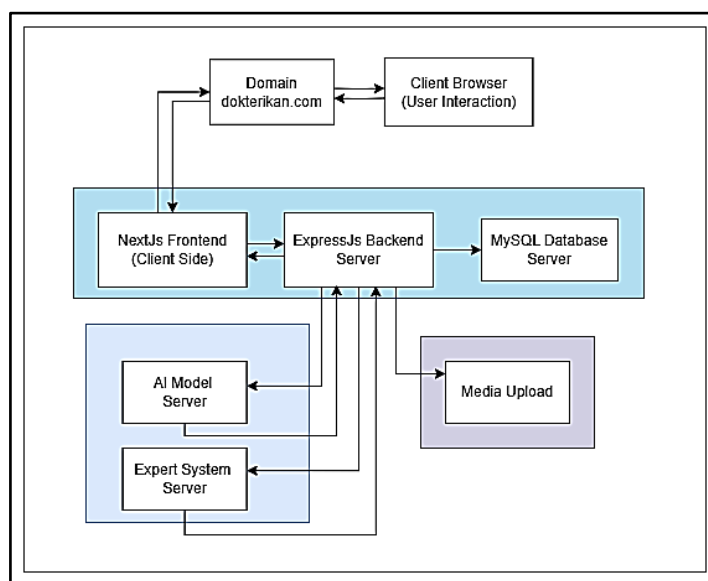 Domain
dokterikan.com
Client Browser
(User Interaction)
NextJs Frontend
(Client Side)
ExpressJs Backend
Server
MySQL Database
Server
AI Model
Server
Media Upload
Expert System
Server